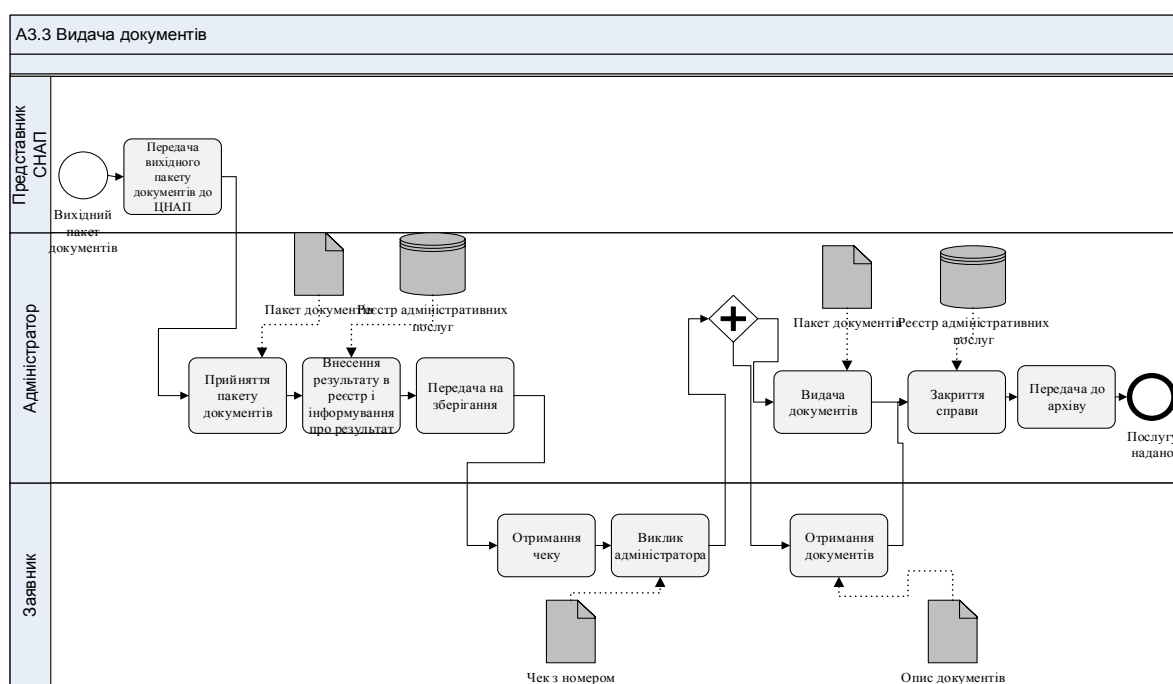 А3.3 Видача документів
Представник
СНАП
Вихідний
пакет
документів
Передача
вихідного
пакету
документів до
ЦНАП
Адміністратор
Пакет документів
Реєстр адміністративних
послуг
Прийняття
пакету
документів
Внесення
результату в
реєстр і
інформування
про результат
Передача на
зберігання
Пакет документів
Реєстр адміністративних
послуг
Видача
документів
Закриття
справи
Передача до
архіву
Послугу
надано
Заявник
Отримання
чеку
Виклик
адміністратора
Отримання
документів
Чек з номером
Опис документів